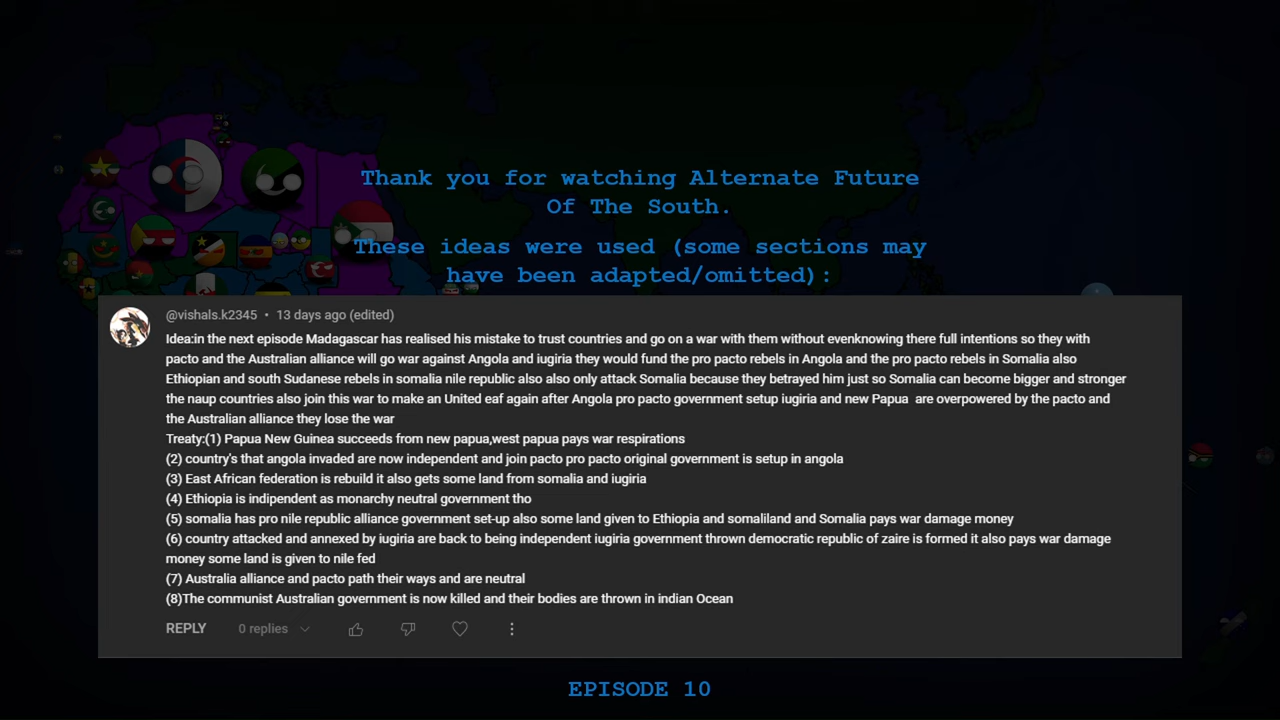 Thank you for watching Alternate Future
Of The South.
These ideas were used (some sections may
have been adapted/omitted):
@vishals.k2345 • 13 days ago (edited)
Idea:in the next episode Madagascar has realised his mistake to trust countries and go on a war with them without evenknowing there full intentions so they with
pacto and the Australian alliance will go war against Angola and iugiria they would fund the pro pacto rebels in Angola and the pro pacto rebels in Somalia also
Ethiopian and south Sudanese rebels in somalia nile republic also also only attack Somalia because they betrayed him just so Somalia can become bigger and stronger
the naup countries also join this war to make an United eaf again after Angola pro pacto government setup iugiria and new Papua  are overpowered by the pacto and
the Australian alliance they lose the war
Treaty:(1) Papua New Guinea succeeds from new papua,west papua pays war respirations
(2) country's that angola invaded are now independent and join pacto pro pacto original government is setup in angola
(3) East African federation is rebuild it also gets some land from somalia and iugiria
(4) Ethiopia is indipendent as monarchy neutral government tho
(5) somalia has pro nile republic alliance government set-up also some land given to Ethiopia and somaliland and Somalia pays war damage money
(6) country attacked and annexed by iugiria are back to being independent iugiria government thrown democratic republic of zaire is formed it also pays war damage
money some land is given to nile fed
(7) Australia alliance and pacto path their ways and are neutral
(8)The communist Australian government is now killed and their bodies are thrown in indian Ocean
REPLY 0 replies
EPISODE 10